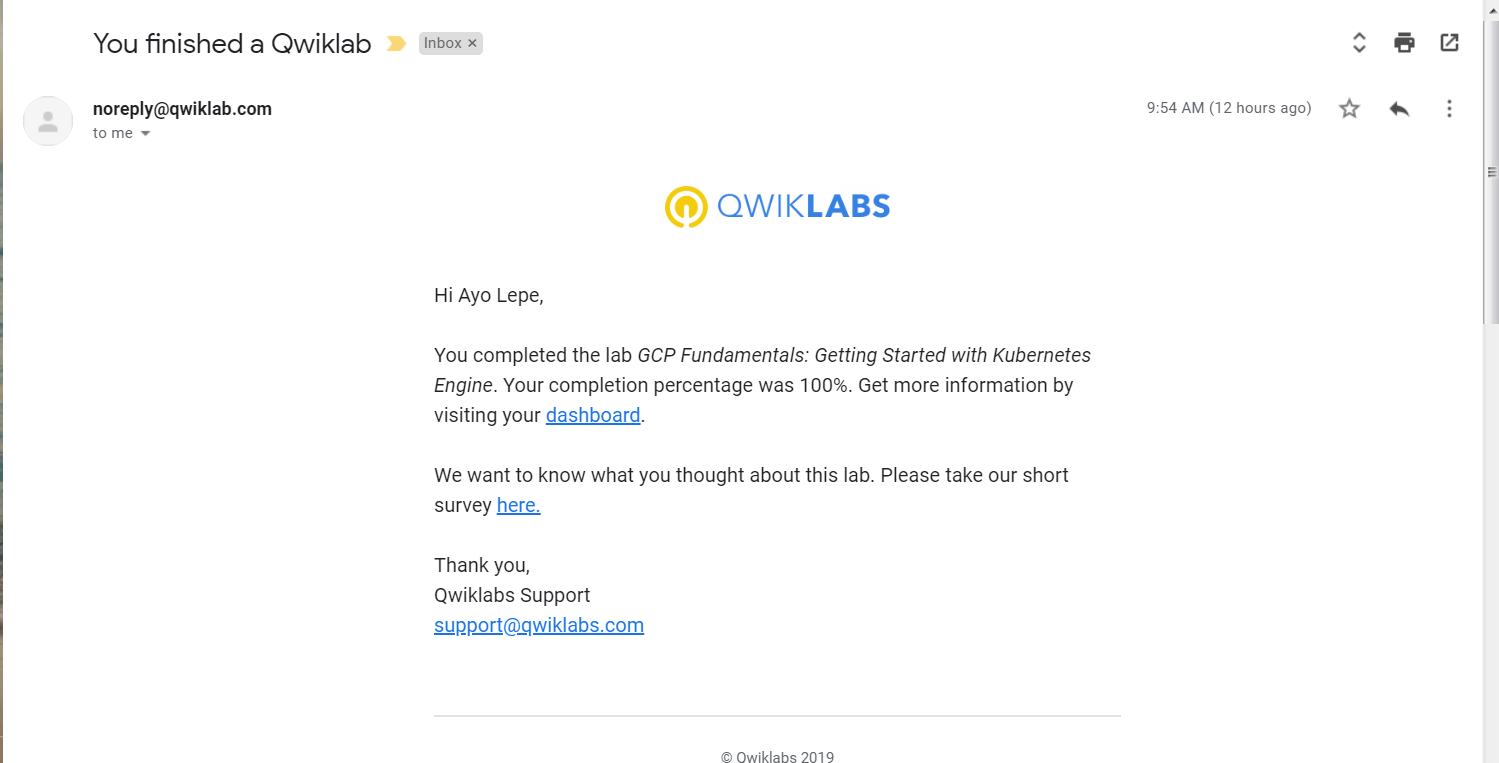 You finished a Qwiklab
Inbox ×
noreply@qwiklab.com
9:54 AM (12 hours ago)
to me
QWIKLABS
Hi Ayo Lepe,
You completed the lab GCP Fundamentals: Getting Started with Kubernetes
Engine. Your completion percentage was 100%. Get more information by
visiting your dashboard.
We want to know what you thought about this lab. Please take our short
survey here.
Thank you,
Qwiklabs Support
support@qwiklabs.com
© Qwiklabs 2019